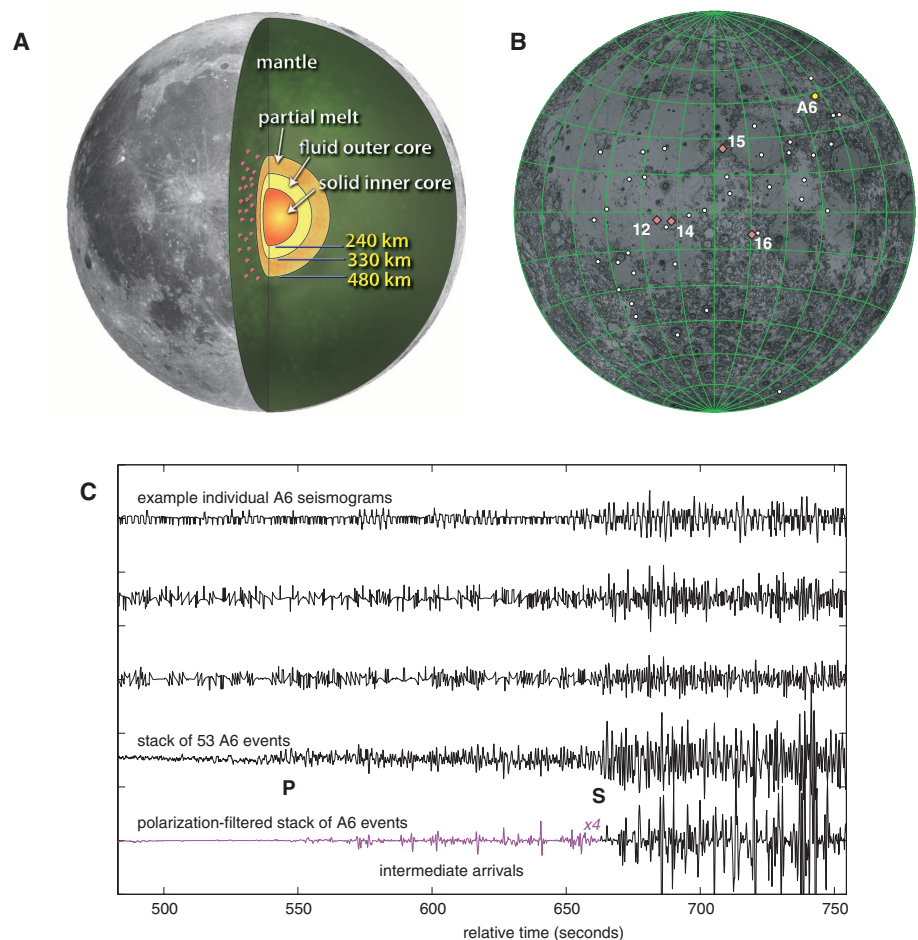 A
mantle
partial melt
fluid outer core
solid inner core
240 km
330 km
480 km
B
A6
15
12
14
16
C
example individual A6 seismograms
stack of 53 A6 events
P
S
polarization-filtered stack of A6 events
x4
intermediate arrivals
500 550 600 650 700 750
relative time (seconds)